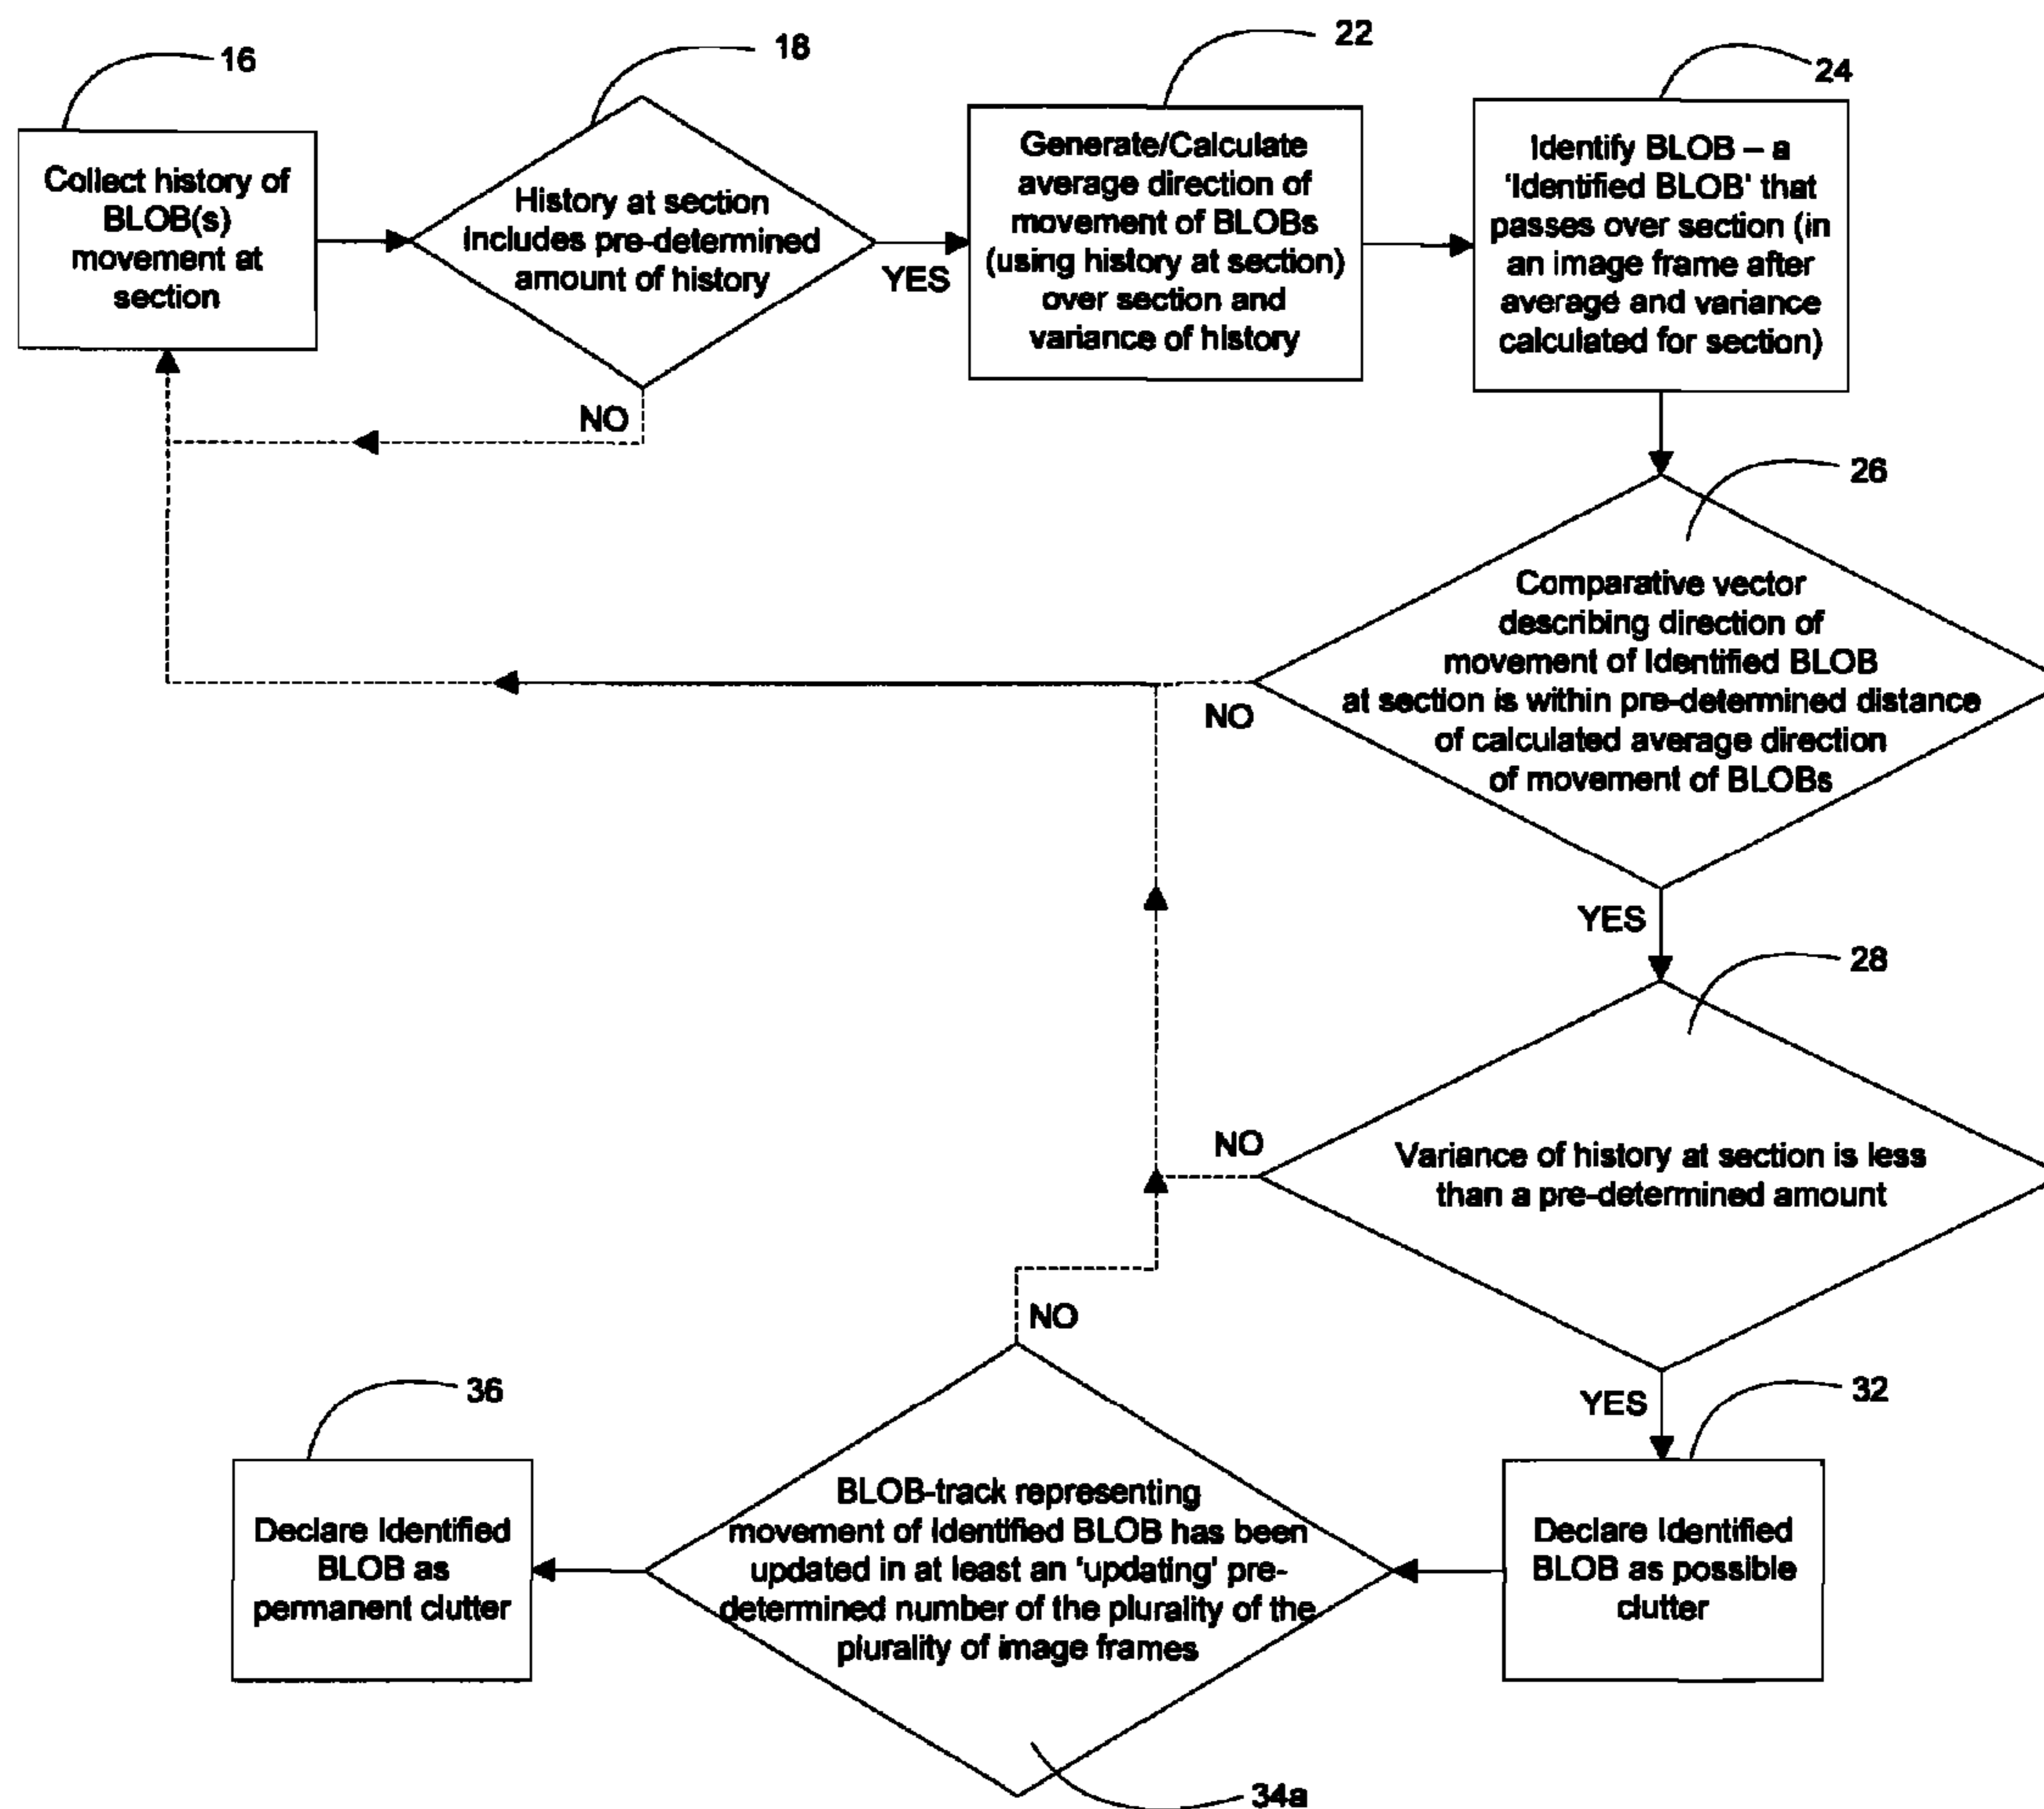 16
Collect history of
BLOB(s)
movement at
section
18
History at section
includes pre-determined
amount of history
YES
NO
22
Generate/Calculate
average direction of
movement of BLOBs
(using history at section)
over section and
variance of history
24
Identify BLOB – a
‘Identified BLOB’ that
passes over section (in
an image frame after
average and variance
calculated for section)
26
Comparative vector
describing direction of
movement of Identified BLOB
at section is within pre-determined distance
of calculated average direction
of movement of BLOBs
NO
YES
28
Variance of history at section is less
than a pre-determined amount
NO
YES
32
Declare Identified
BLOB as possible
clutter
NO
BLOB-track representing
movement of Identified BLOB has been
updated in at least an ‘updating’ pre-
determined number of the plurality of the
plurality of image frames
34a
36
Declare Identified
BLOB as
permanent clutter